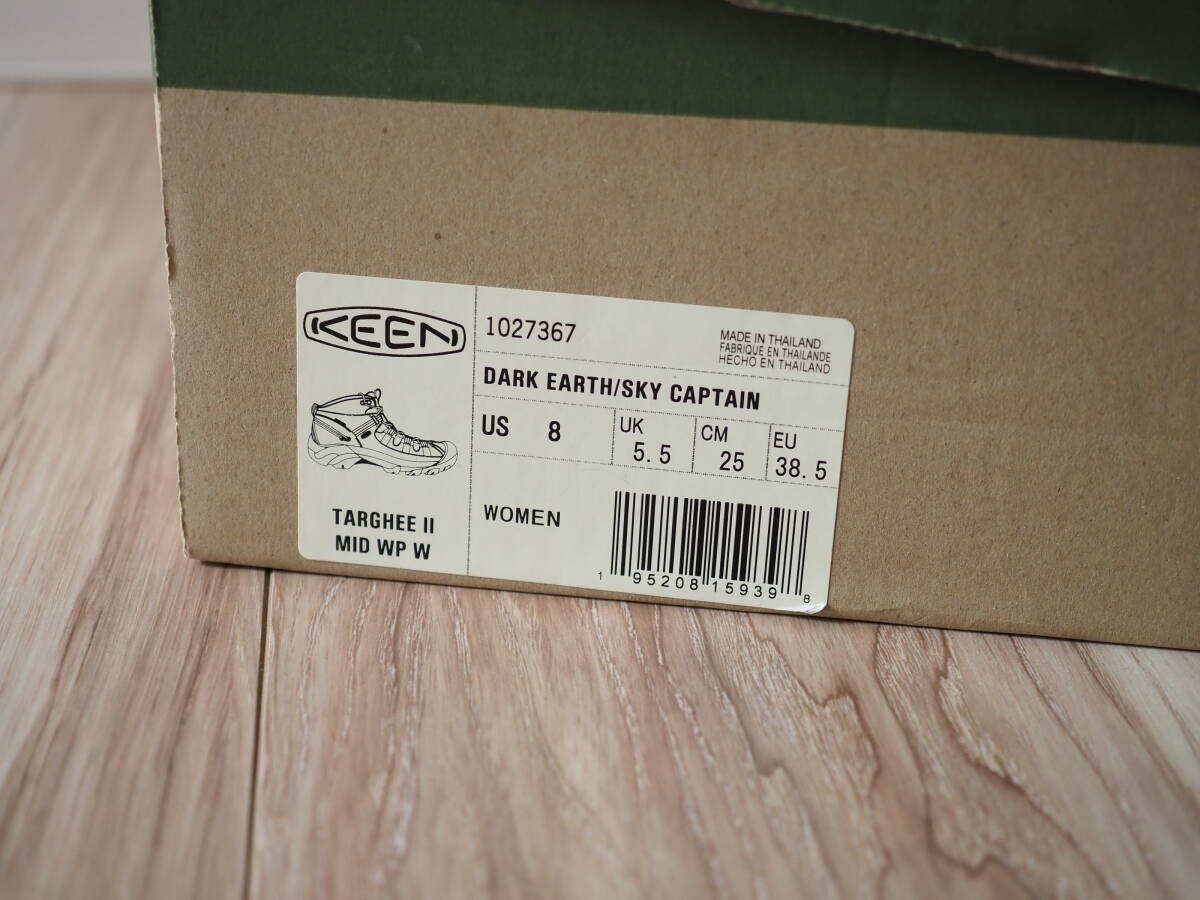 KEEN
TARGHEE II
MID WP W
1027367
MADE IN THAILAND
FABRIQUE EN THAILANDE
HECHO EN THAILAND
DARK EARTH/SKY CAPTAIN
US 8
UK
5.5
CM
25
EU
38.5
WOMEN
1 95208 15939 8